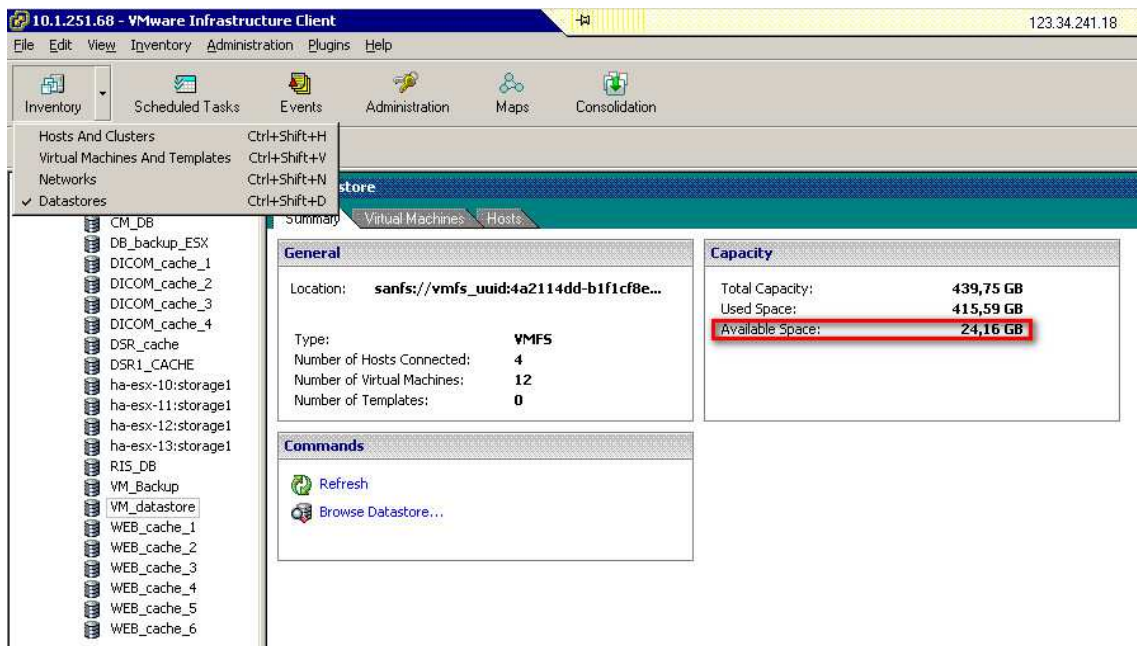 10.1.251.68 - VMware Infrastructure Client
123.34.241.18
File Edit View Inventory Administration Plugins Help
Inventory Scheduled Tasks Events Administration Maps Consolidation
Hosts And Clusters Ctrl+Shift+H
Virtual Machines And Templates Ctrl+Shift+V
Networks Ctrl+Shift+N
Datastores Ctrl+Shift+D
store
Summary Virtual Machines Hosts
CM_DB
DB_backup_ESX
DICOM_cache_1
DICOM_cache_2
DICOM_cache_3
DICOM_cache_4
DSR_cache
DSR1_CACHE
ha-esx-10:storage1
ha-esx-11:storage1
ha-esx-12:storage1
ha-esx-13:storage1
RIS_DB
VM_Backup
VM_datastore
WEB_cache_1
WEB_cache_2
WEB_cache_3
WEB_cache_4
WEB_cache_5
WEB_cache_6
General
Location: sanfs://vmfs_uuid:4a2114dd-b1f1cf8e...
Type: VMFS
Number of Hosts Connected: 4
Number of Virtual Machines: 12
Number of Templates: 0
Commands
Refresh
Browse Datastore...
Capacity
Total Capacity: 439,75 GB
Used Space: 415,59 GB
Available Space: 24,16 GB